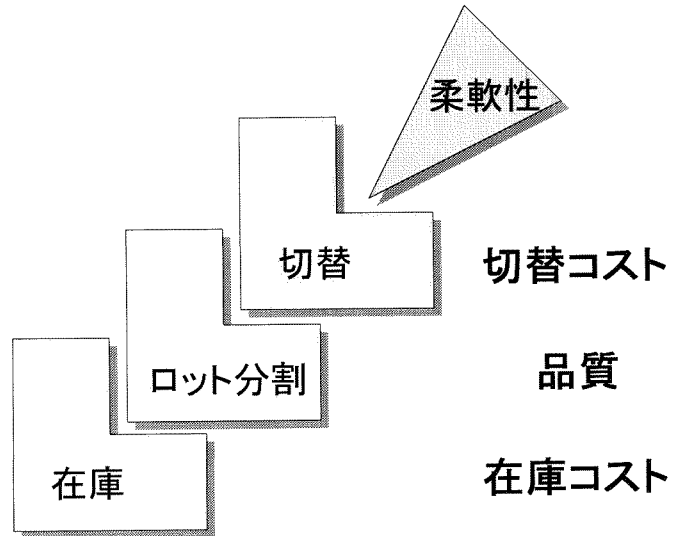 柔軟性
切替
切替コスト
ロット分割
品質
在庫
在庫コスト